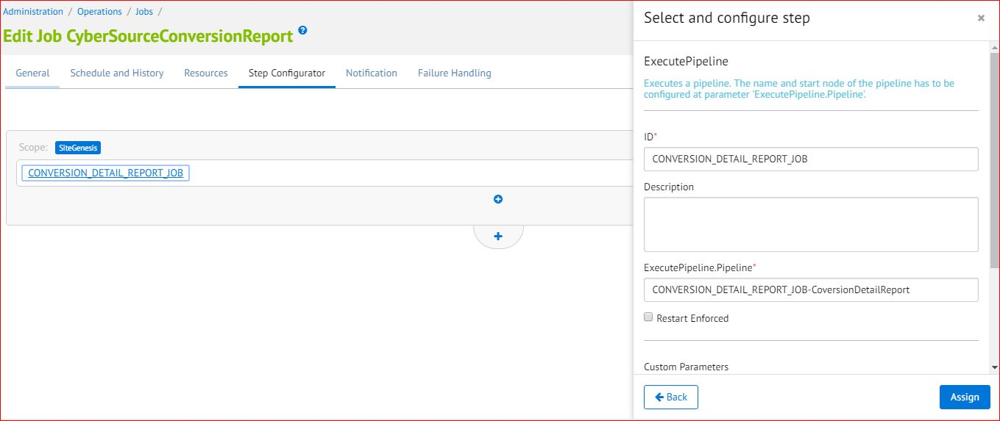 Administration / Operations / Jobs /
Edit Job CyberSourceConversionReport ?
General Schedule and History Resources Step Configurator Notification Failure Handling
Scope: SiteGenesis
CONVERSION_DETAIL_REPORT_JOB
Select and configure step ×
ExecutePipeline
Executes a pipeline. The name and start node of the pipeline has to be
configured at parameter 'ExecutePipeline.Pipeline'.
ID*
CONVERSION_DETAIL_REPORT_JOB
Description
ExecutePipeline.Pipeline*
CONVERSION_DETAIL_REPORT_JOB-CoversionDetailReport
Restart Enforced
Custom Parameters
Back Assign